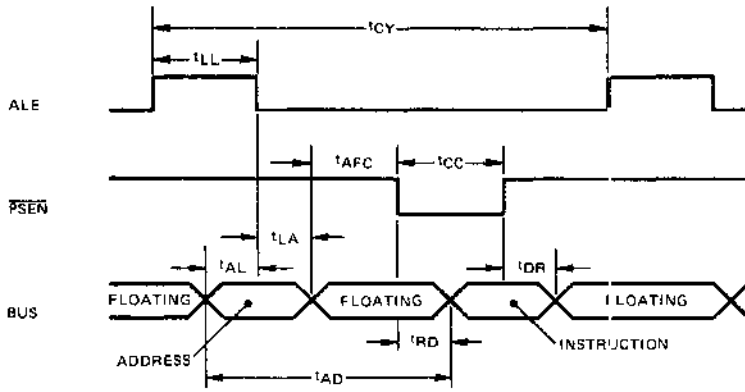 tCY
tLL
ALE
tAFC
tCC
PSEN
tLA
tAL
tDR
FLOATING
FLOATING
FLOATING
BUS
ADDRESS
tRD
INSTRUCTION
tAD